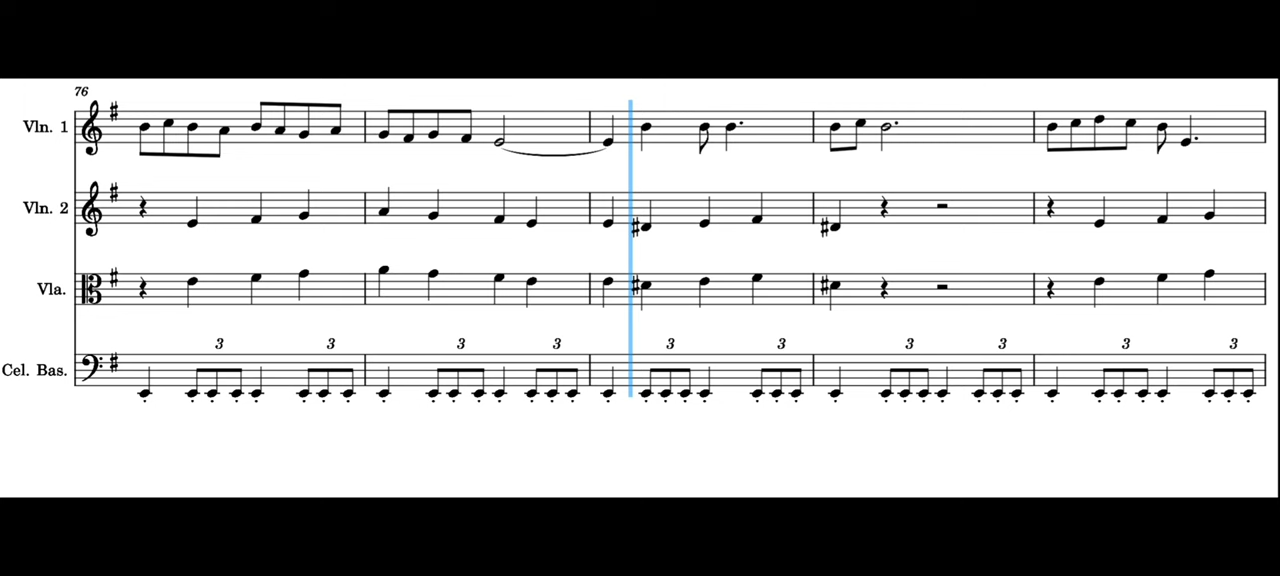 76
Vln. 1
Vln. 2
Vla.
3 3 3 3 3 3 3 3 3 3
Cel. Bas.